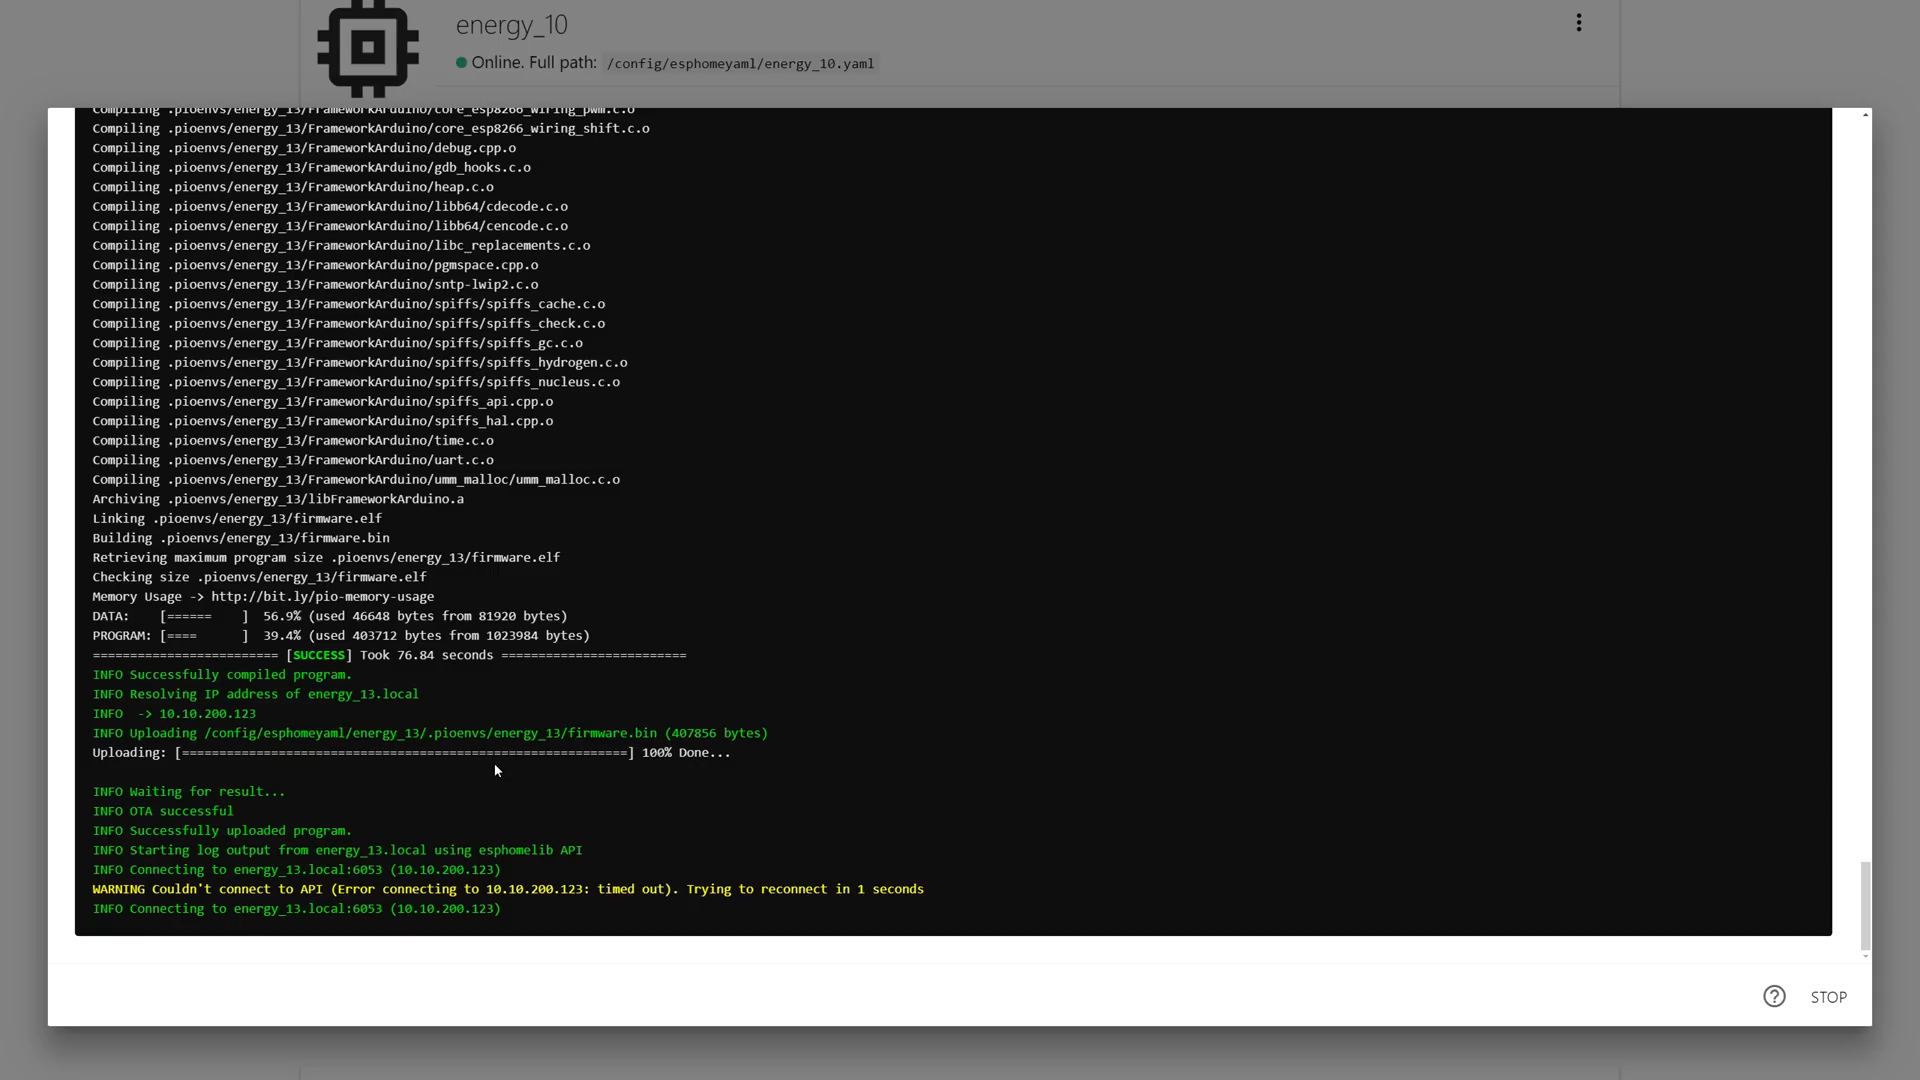 energy_10
Online. Full path: /config/esphomeyaml/energy_10.yaml
Compiling .pioenvs/energy_13/FrameworkArduino/core_esp8266_wiring_pwm.c.o
Compiling .pioenvs/energy_13/FrameworkArduino/core_esp8266_wiring_shift.c.o
Compiling .pioenvs/energy_13/FrameworkArduino/debug.cpp.o
Compiling .pioenvs/energy_13/FrameworkArduino/gdb_hooks.c.o
Compiling .pioenvs/energy_13/FrameworkArduino/heap.c.o
Compiling .pioenvs/energy_13/FrameworkArduino/libb64/cdecode.c.o
Compiling .pioenvs/energy_13/FrameworkArduino/libb64/cencode.c.o
Compiling .pioenvs/energy_13/FrameworkArduino/libc_replacements.c.o
Compiling .pioenvs/energy_13/FrameworkArduino/pgmspace.cpp.o
Compiling .pioenvs/energy_13/FrameworkArduino/sntp-lwip2.c.o
Compiling .pioenvs/energy_13/FrameworkArduino/spiffs/spiffs_cache.c.o
Compiling .pioenvs/energy_13/FrameworkArduino/spiffs/spiffs_check.c.o
Compiling .pioenvs/energy_13/FrameworkArduino/spiffs/spiffs_gc.c.o
Compiling .pioenvs/energy_13/FrameworkArduino/spiffs/spiffs_hydrogen.c.o
Compiling .pioenvs/energy_13/FrameworkArduino/spiffs/spiffs_nucleus.c.o
Compiling .pioenvs/energy_13/FrameworkArduino/spiffs_api.cpp.o
Compiling .pioenvs/energy_13/FrameworkArduino/spiffs_hal.cpp.o
Compiling .pioenvs/energy_13/FrameworkArduino/time.c.o
Compiling .pioenvs/energy_13/FrameworkArduino/uart.c.o
Compiling .pioenvs/energy_13/FrameworkArduino/umm_malloc/umm_malloc.c.o
Archiving .pioenvs/energy_13/libFrameworkArduino.a
Linking .pioenvs/energy_13/firmware.elf
Building .pioenvs/energy_13/firmware.bin
Retrieving maximum program size .pioenvs/energy_13/firmware.elf
Checking size .pioenvs/energy_13/firmware.elf
Memory Usage -> http://bit.ly/pio-memory-usage
DATA:    [======    ]  56.9% (used 46648 bytes from 81920 bytes)
PROGRAM: [====      ]  39.4% (used 403712 bytes from 1023984 bytes)
========================= [SUCCESS] Took 76.84 seconds =========================
INFO Successfully compiled program.
INFO Resolving IP address of energy_13.local
INFO  -> 10.10.200.123
INFO Uploading /config/esphomeyaml/energy_13/.pioenvs/energy_13/firmware.bin (407856 bytes)
Uploading: [============================================================] 100% Done...
INFO Waiting for result...
INFO OTA successful
INFO Successfully uploaded program.
INFO Starting log output from energy_13.local using esphomelib API
INFO Connecting to energy_13.local:6053 (10.10.200.123)
WARNING Couldn't connect to API (Error connecting to 10.10.200.123: timed out). Trying to reconnect in 1 seconds
INFO Connecting to energy_13.local:6053 (10.10.200.123)
STOP